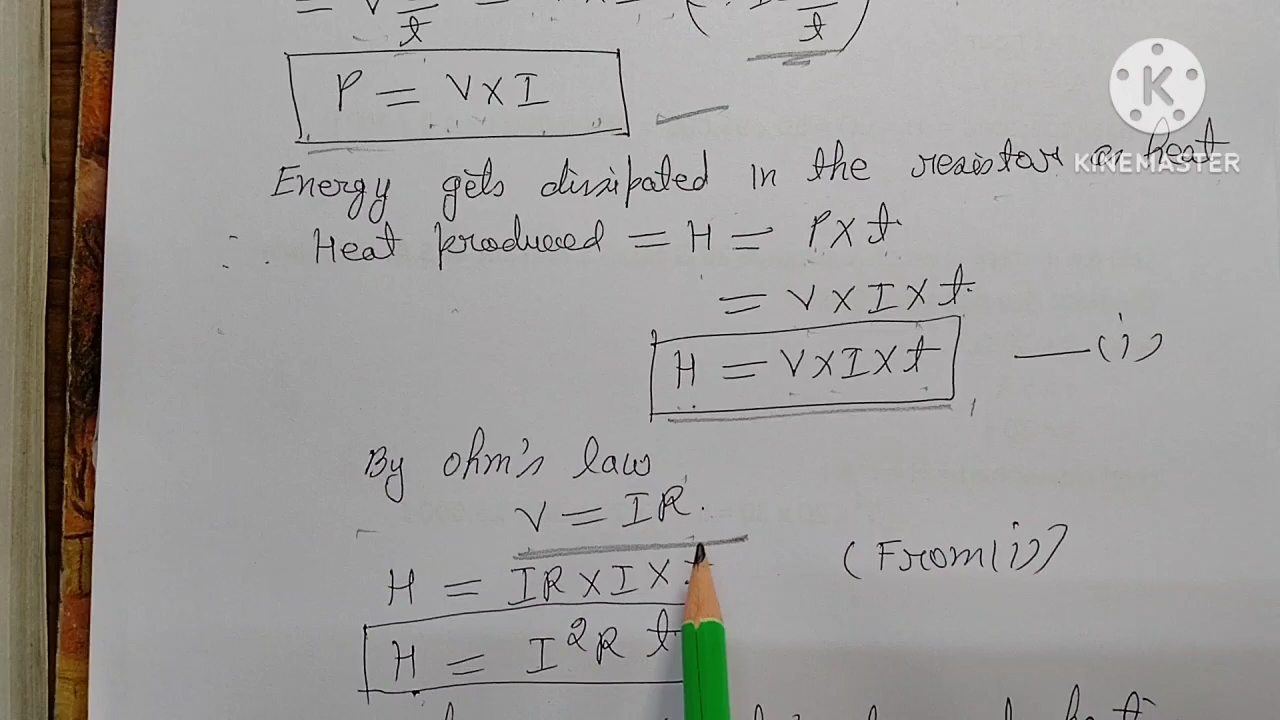 P = V X I
Energy gets dissipated in the resistor as heat
KINEMASTER
∴ Heat produced = H = P X t
= V X I X t
H = V X I X t —(i)
By ohm's law
V = IR.
H = IR X I X (From(i))
H = I²R t